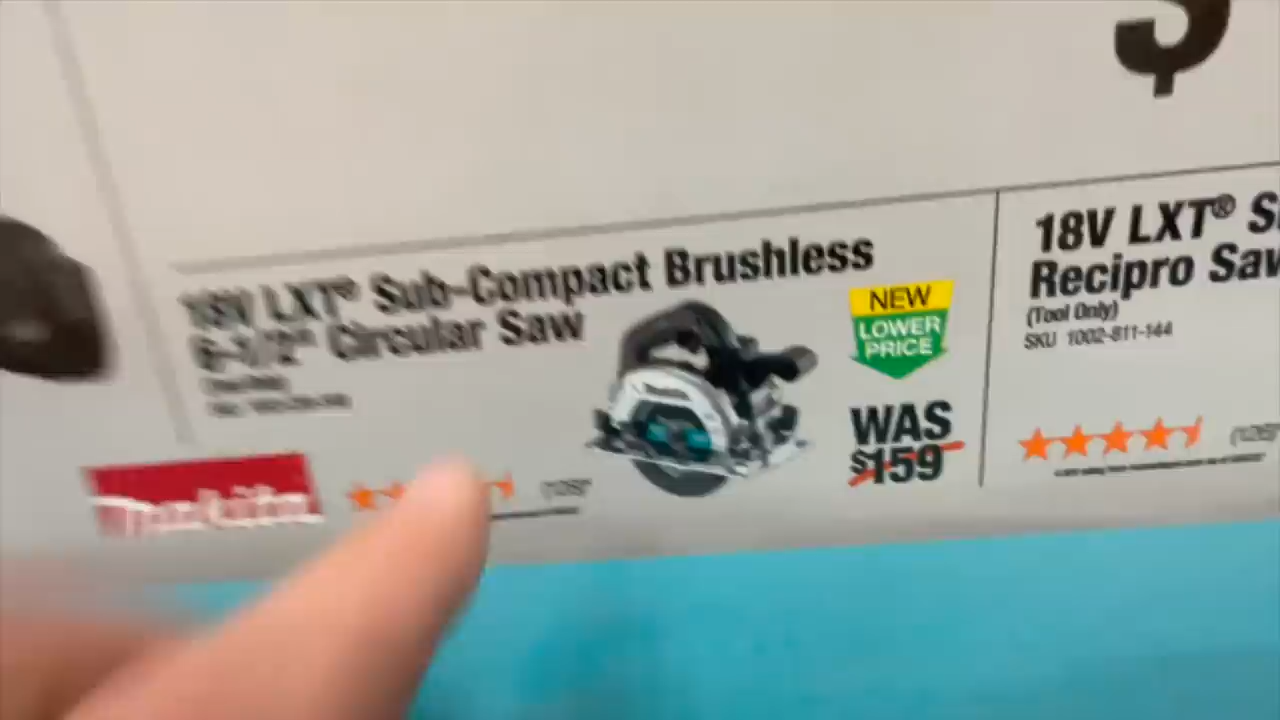 $
18V LXT® Sub-Compact Brushless
6-1/2" Circular Saw
NEW
LOWER
PRICE
WAS
$159
makita
18V LXT® S
Recipro Saw
(Tool Only)
SKU 1002-811-144